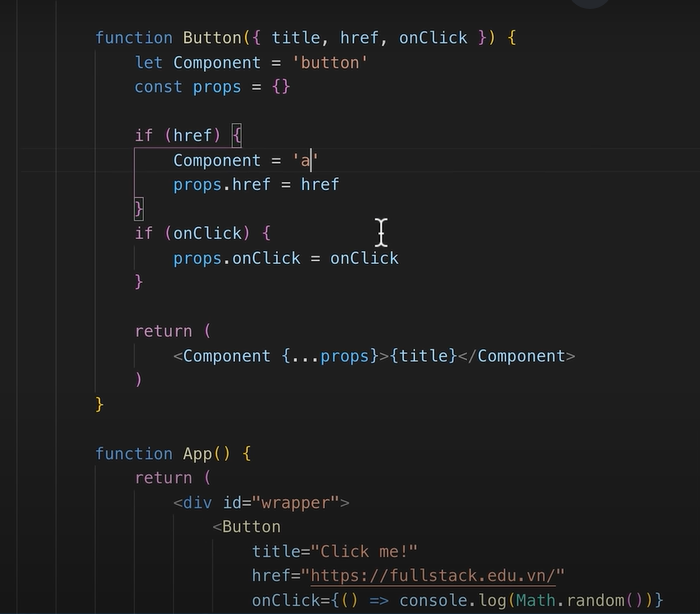 function Button({ title, href, onClick }) {
let Component = 'button'
const props = {}
if (href) {
Component = 'a'
props.href = href
}
if (onClick) {
props.onClick = onClick
}
return (
<Component {...props}>{title}</Component>
)
}
function App() {
return (
<div id="wrapper">
<Button
title="Click me!"
href="https://fullstack.edu.vn/"
onClick={() => console.log(Math.random())}